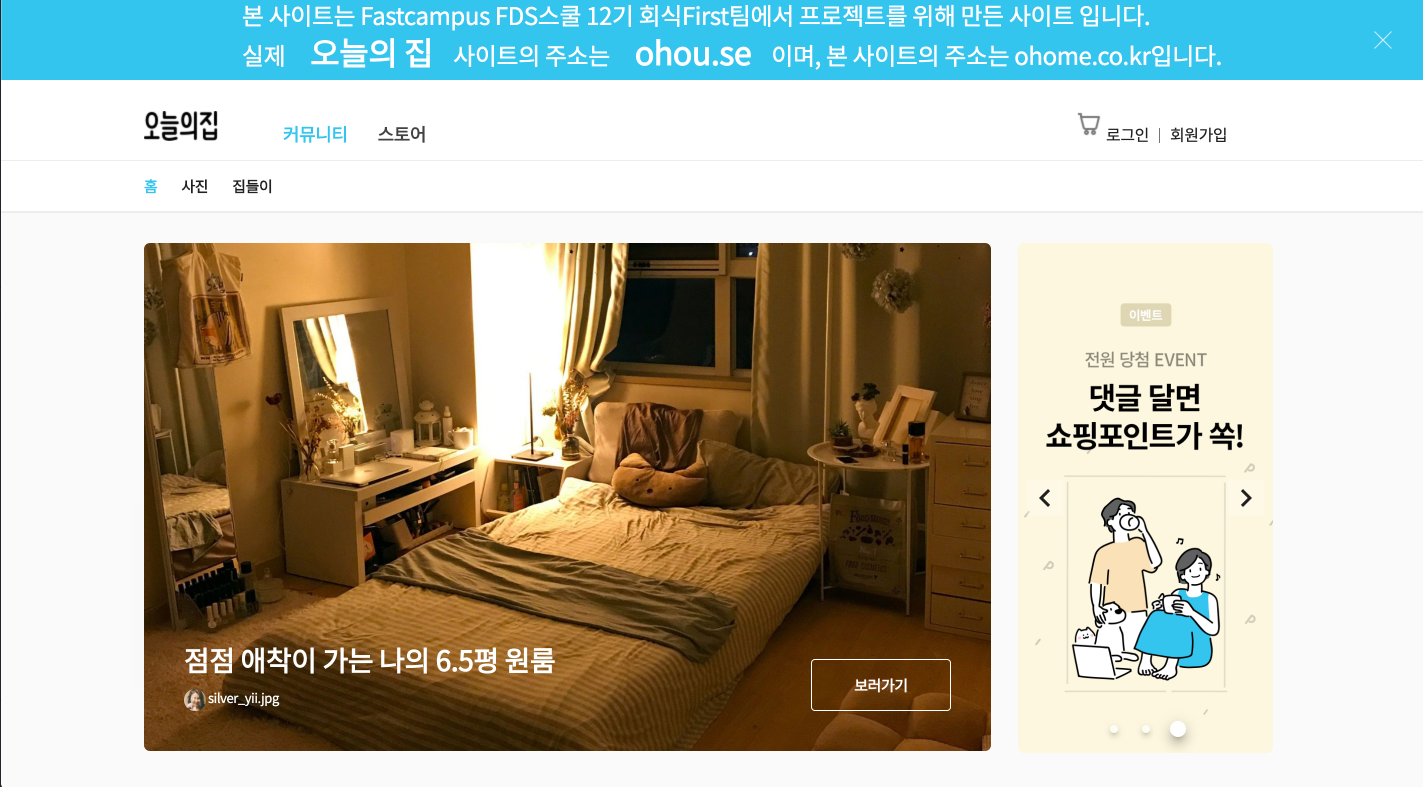 본 사이트는 Fastcampus FDS스쿨 12기 회식First팀에서 프로젝트를 위해 만든 사이트 입니다.
실제 오늘의 집 사이트의 주소는 ohou.se 이며, 본 사이트의 주소는 ohome.co.kr입니다.
오늘의집 커뮤니티 스토어 로그인 | 회원가입
홈 사진 집들이
점점 애착이 가는 나의 6.5평 원룸
silver_yii.jpg
보러가기
이벤트
전원 당첨 EVENT
댓글 달면
쇼핑포인트가 쏙!